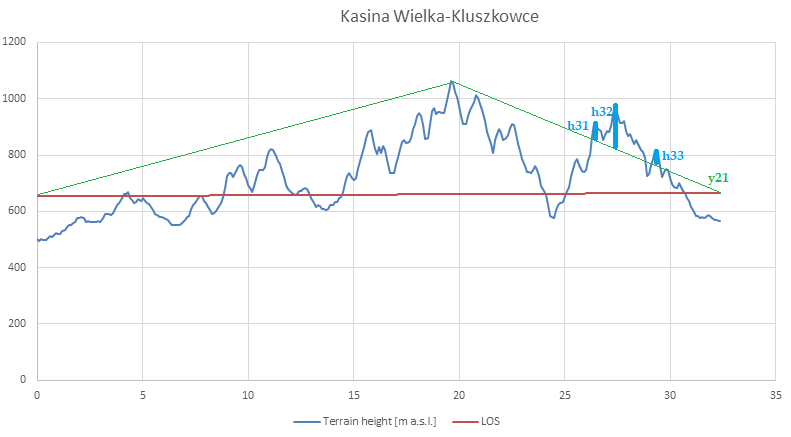 Kasina Wielka-Kluszkowce
1200
1000
800
600
400
200
0
h31
h32
h33
y21
0 5 10 15 20 25 30 35
Terrain height [m a.s.l.] LOS